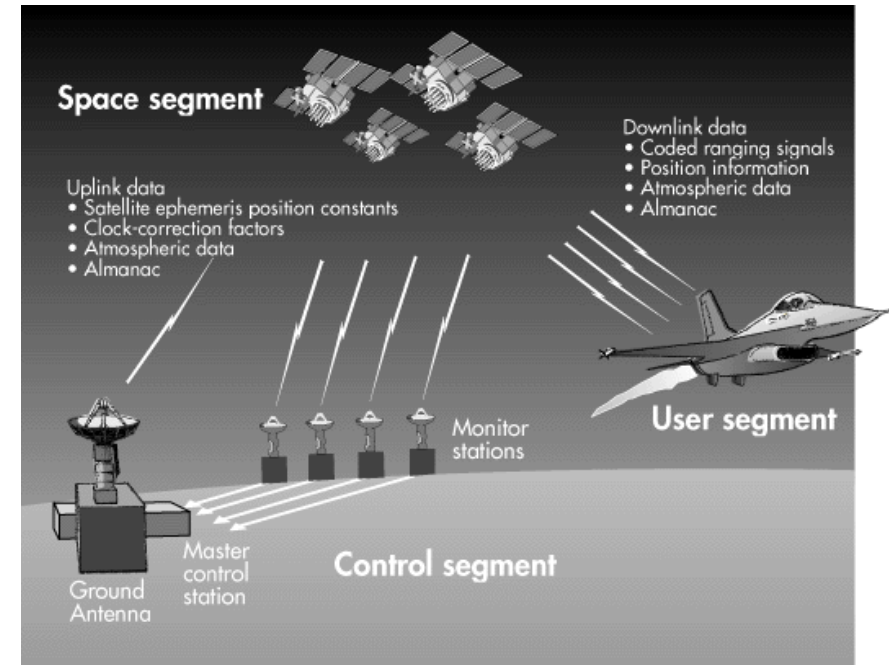 Space segment
Downlink data
• Coded ranging signals
• Position information
• Atmospheric data
• Almanac
Uplink data
• Satellite ephemeris position constants
• Clock-correction factors
• Atmospheric data
• Almanac
User segment
Monitor
stations
Master
control
station
Control segment
Ground
Antenna